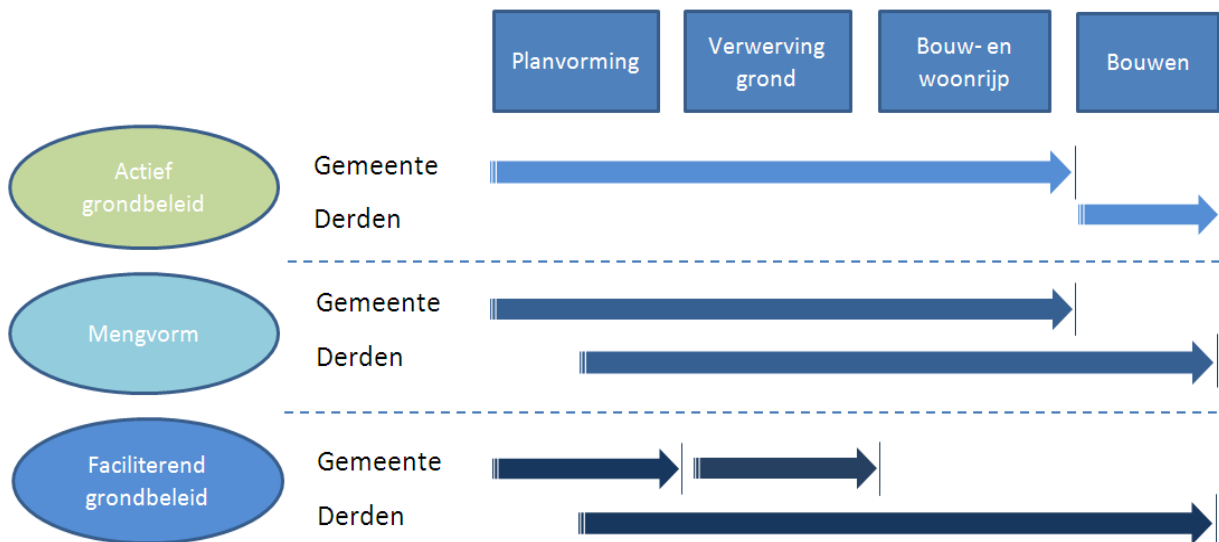 Planvorming
Verwerving
grond
Bouw- en
woonrijp
Bouwen
Actief
grondbeleid
Gemeente
Derden
Mengvorm
Gemeente
Derden
Faciliterend
grondbeleid
Gemeente
Derden